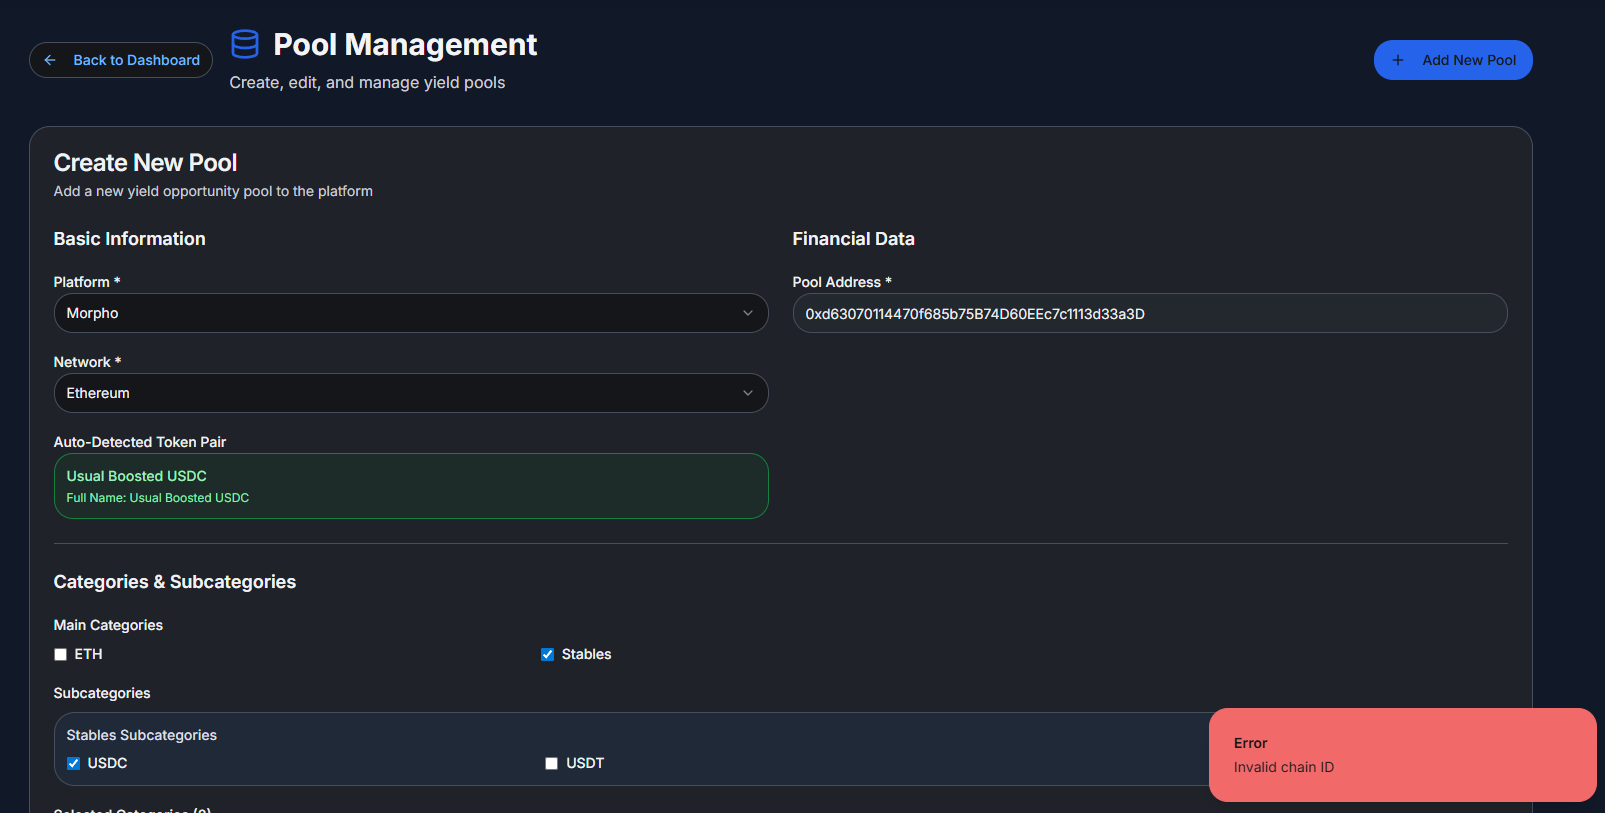 Back to Dashboard
Pool Management
Create, edit, and manage yield pools
Add New Pool
Create New Pool
Add a new yield opportunity pool to the platform
Basic Information
Platform *
Morpho
Network *
Ethereum
Auto-Detected Token Pair
Usual Boosted USDC
Full Name: Usual Boosted USDC
Financial Data
Pool Address *
0xd63070114470f685b75B74D60EEc7c1113d33a3D
Categories & Subcategories
Main Categories
ETH
Stables
Subcategories
Stables Subcategories
USDC
USDT
Selected Categories (2)
Error
Invalid chain ID